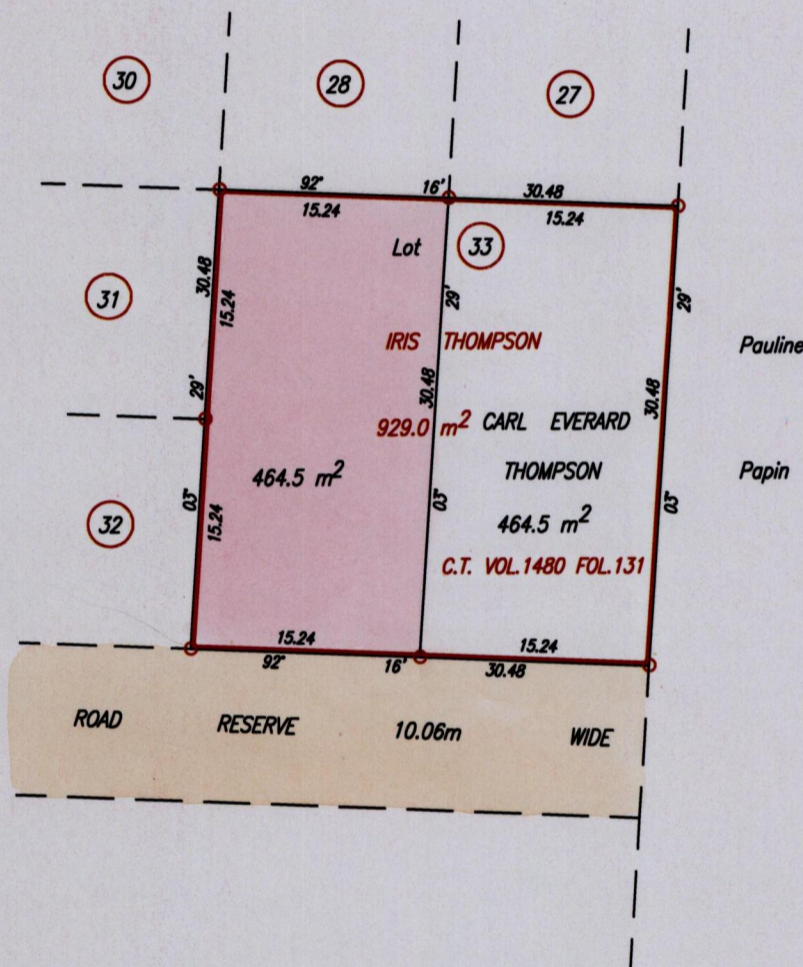 30
28
27
92° 16' 30.48
15.24 15.24
Lot 33
30.48
15.24
31
29'
29'
29'
IRIS THOMPSON
Pauline
30.48
30.48
929.0 m²
CARL EVERARD
THOMPSON
Papin
29'
464.5 m²
464.5 m²
03°
03°
03°
15.24
32
C.T. VOL.1480 FOL.131
15.24 15.24
92° 16' 30.48
ROAD RESERVE 10.06m WIDE